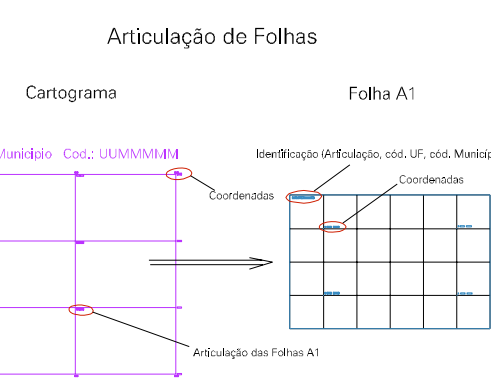 Articulação de Folhas
Cartograma
Folha A1
Municipio Cod.: UUMMMMM
Identificação (Articulação, cód. UF, cód. Municíp
Coordenadas
Coordenadas
Articulação das Folhas A1